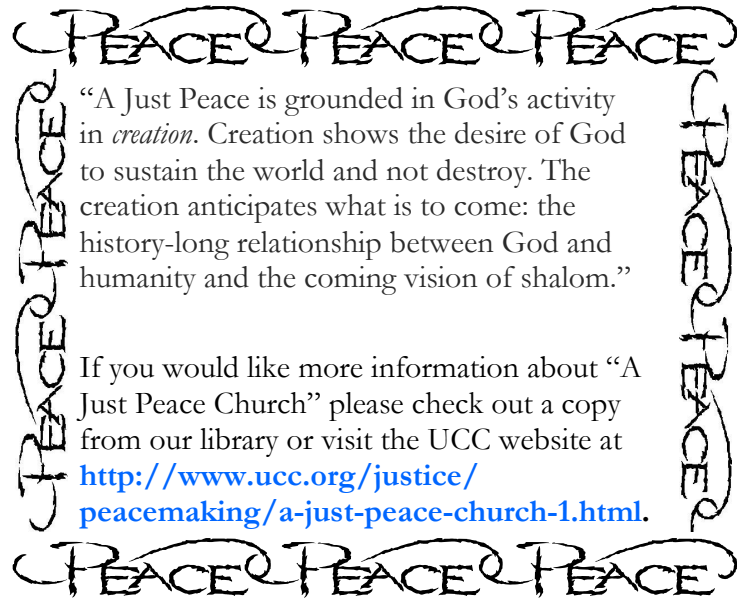 PEACE PEACE PEACE
PEACE PEACE
“A Just Peace is grounded in God’s activity
in creation. Creation shows the desire of God
to sustain the world and not destroy. The
creation anticipates what is to come: the
history-long relationship between God and
humanity and the coming vision of shalom.”
If you would like more information about “A
Just Peace Church” please check out a copy
from our library or visit the UCC website at
http://www.ucc.org/justice/
peacemaking/a-just-peace-church-1.html.
PEACE PEACE
PEACE PEACE PEACE